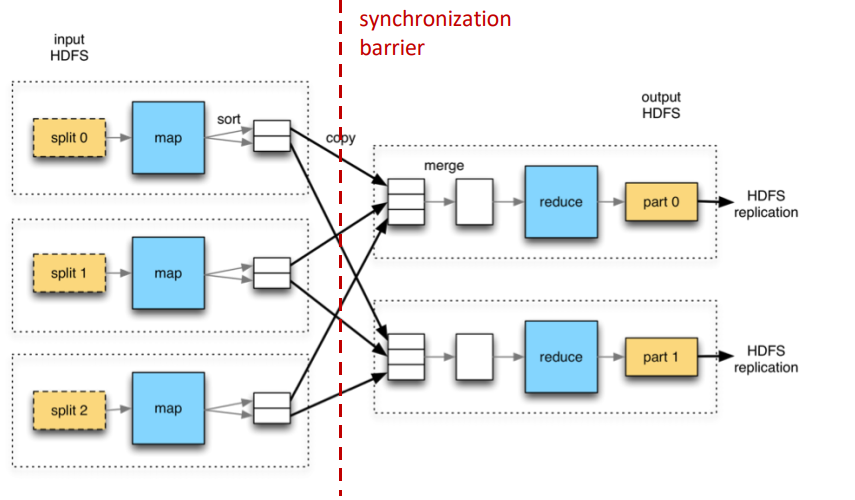 synchronization
barrier
input
HDFS
output
HDFS
split 0
map
sort
copy
merge
reduce
part 0
HDFS
replication
split 1
map
reduce
part 1
HDFS
replication
split 2
map